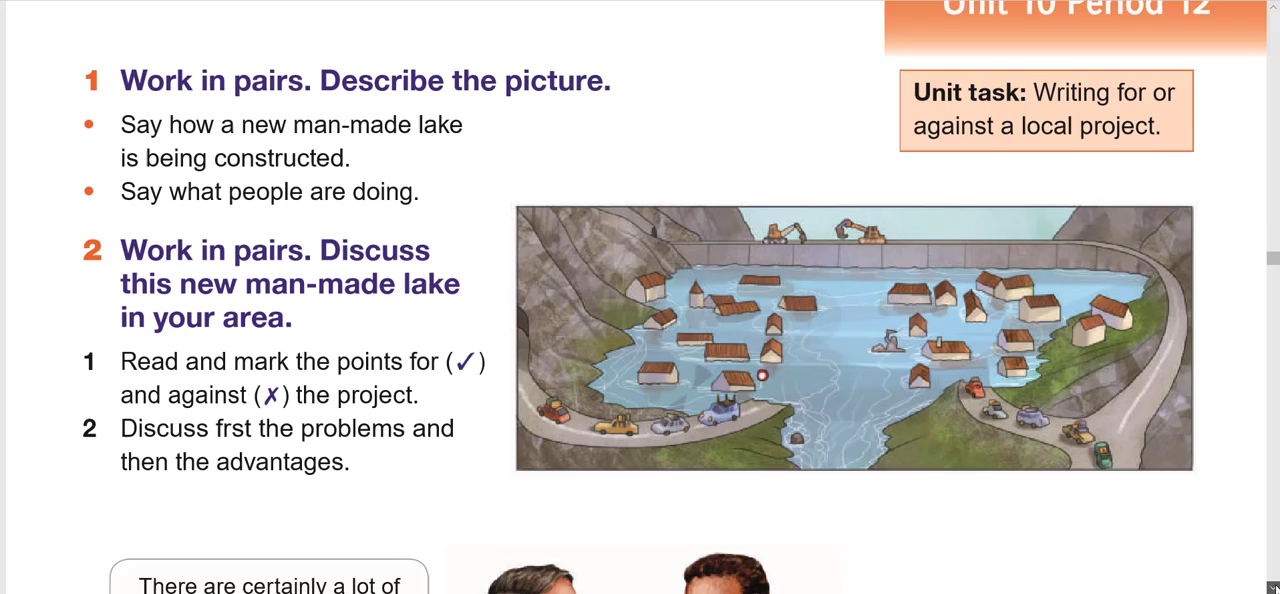 Unit 10 Period 12
1 Work in pairs. Describe the picture.
• Say how a new man-made lake
is being constructed.
• Say what people are doing.
Unit task: Writing for or
against a local project.
2 Work in pairs. Discuss
this new man-made lake
in your area.
1 Read and mark the points for (✓)
and against (✗) the project.
2 Discuss frst the problems and
then the advantages.
There are certainly a lot of